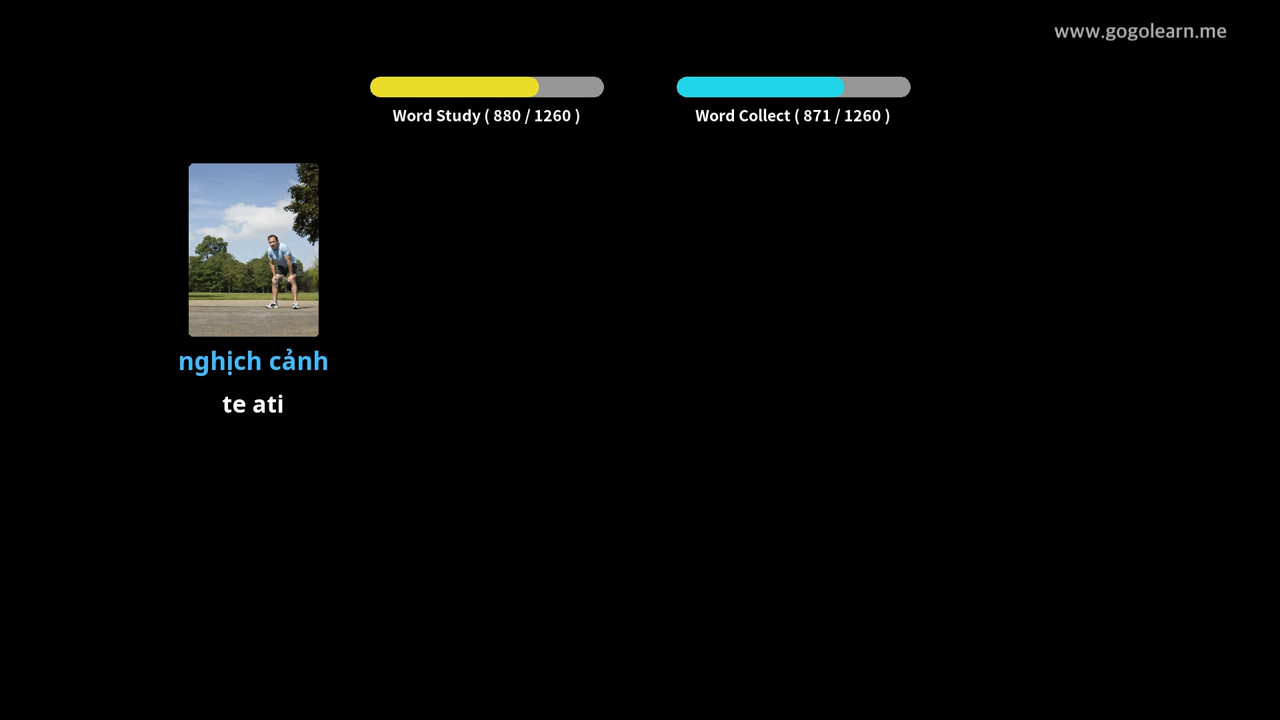 www.gogolearn.me
Word Study ( 880 / 1260 )
Word Collect ( 871 / 1260 )
nghịch cảnh
te ati